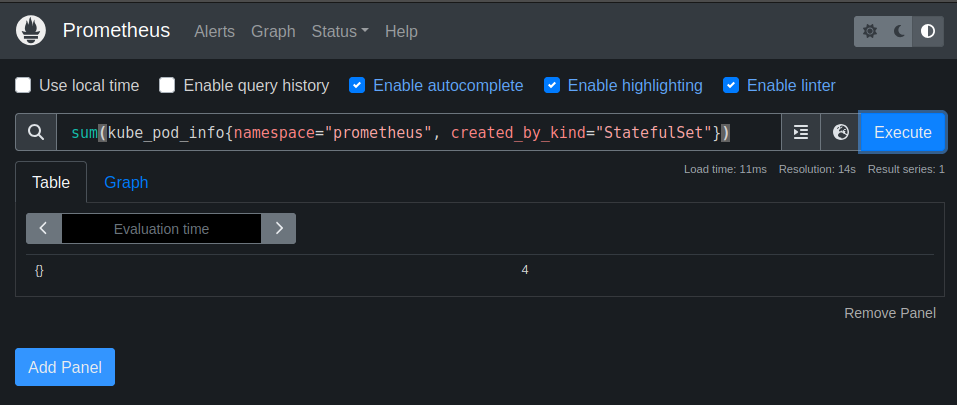 Prometheus Alerts Graph Status Help
Use local time Enable query history Enable autocomplete Enable highlighting Enable linter
sum(kube_pod_info{namespace="prometheus", created_by_kind="StatefulSet"}) Execute
Load time: 11ms Resolution: 14s Result series: 1
Table Graph
Evaluation time
{} 4
Remove Panel
Add Panel